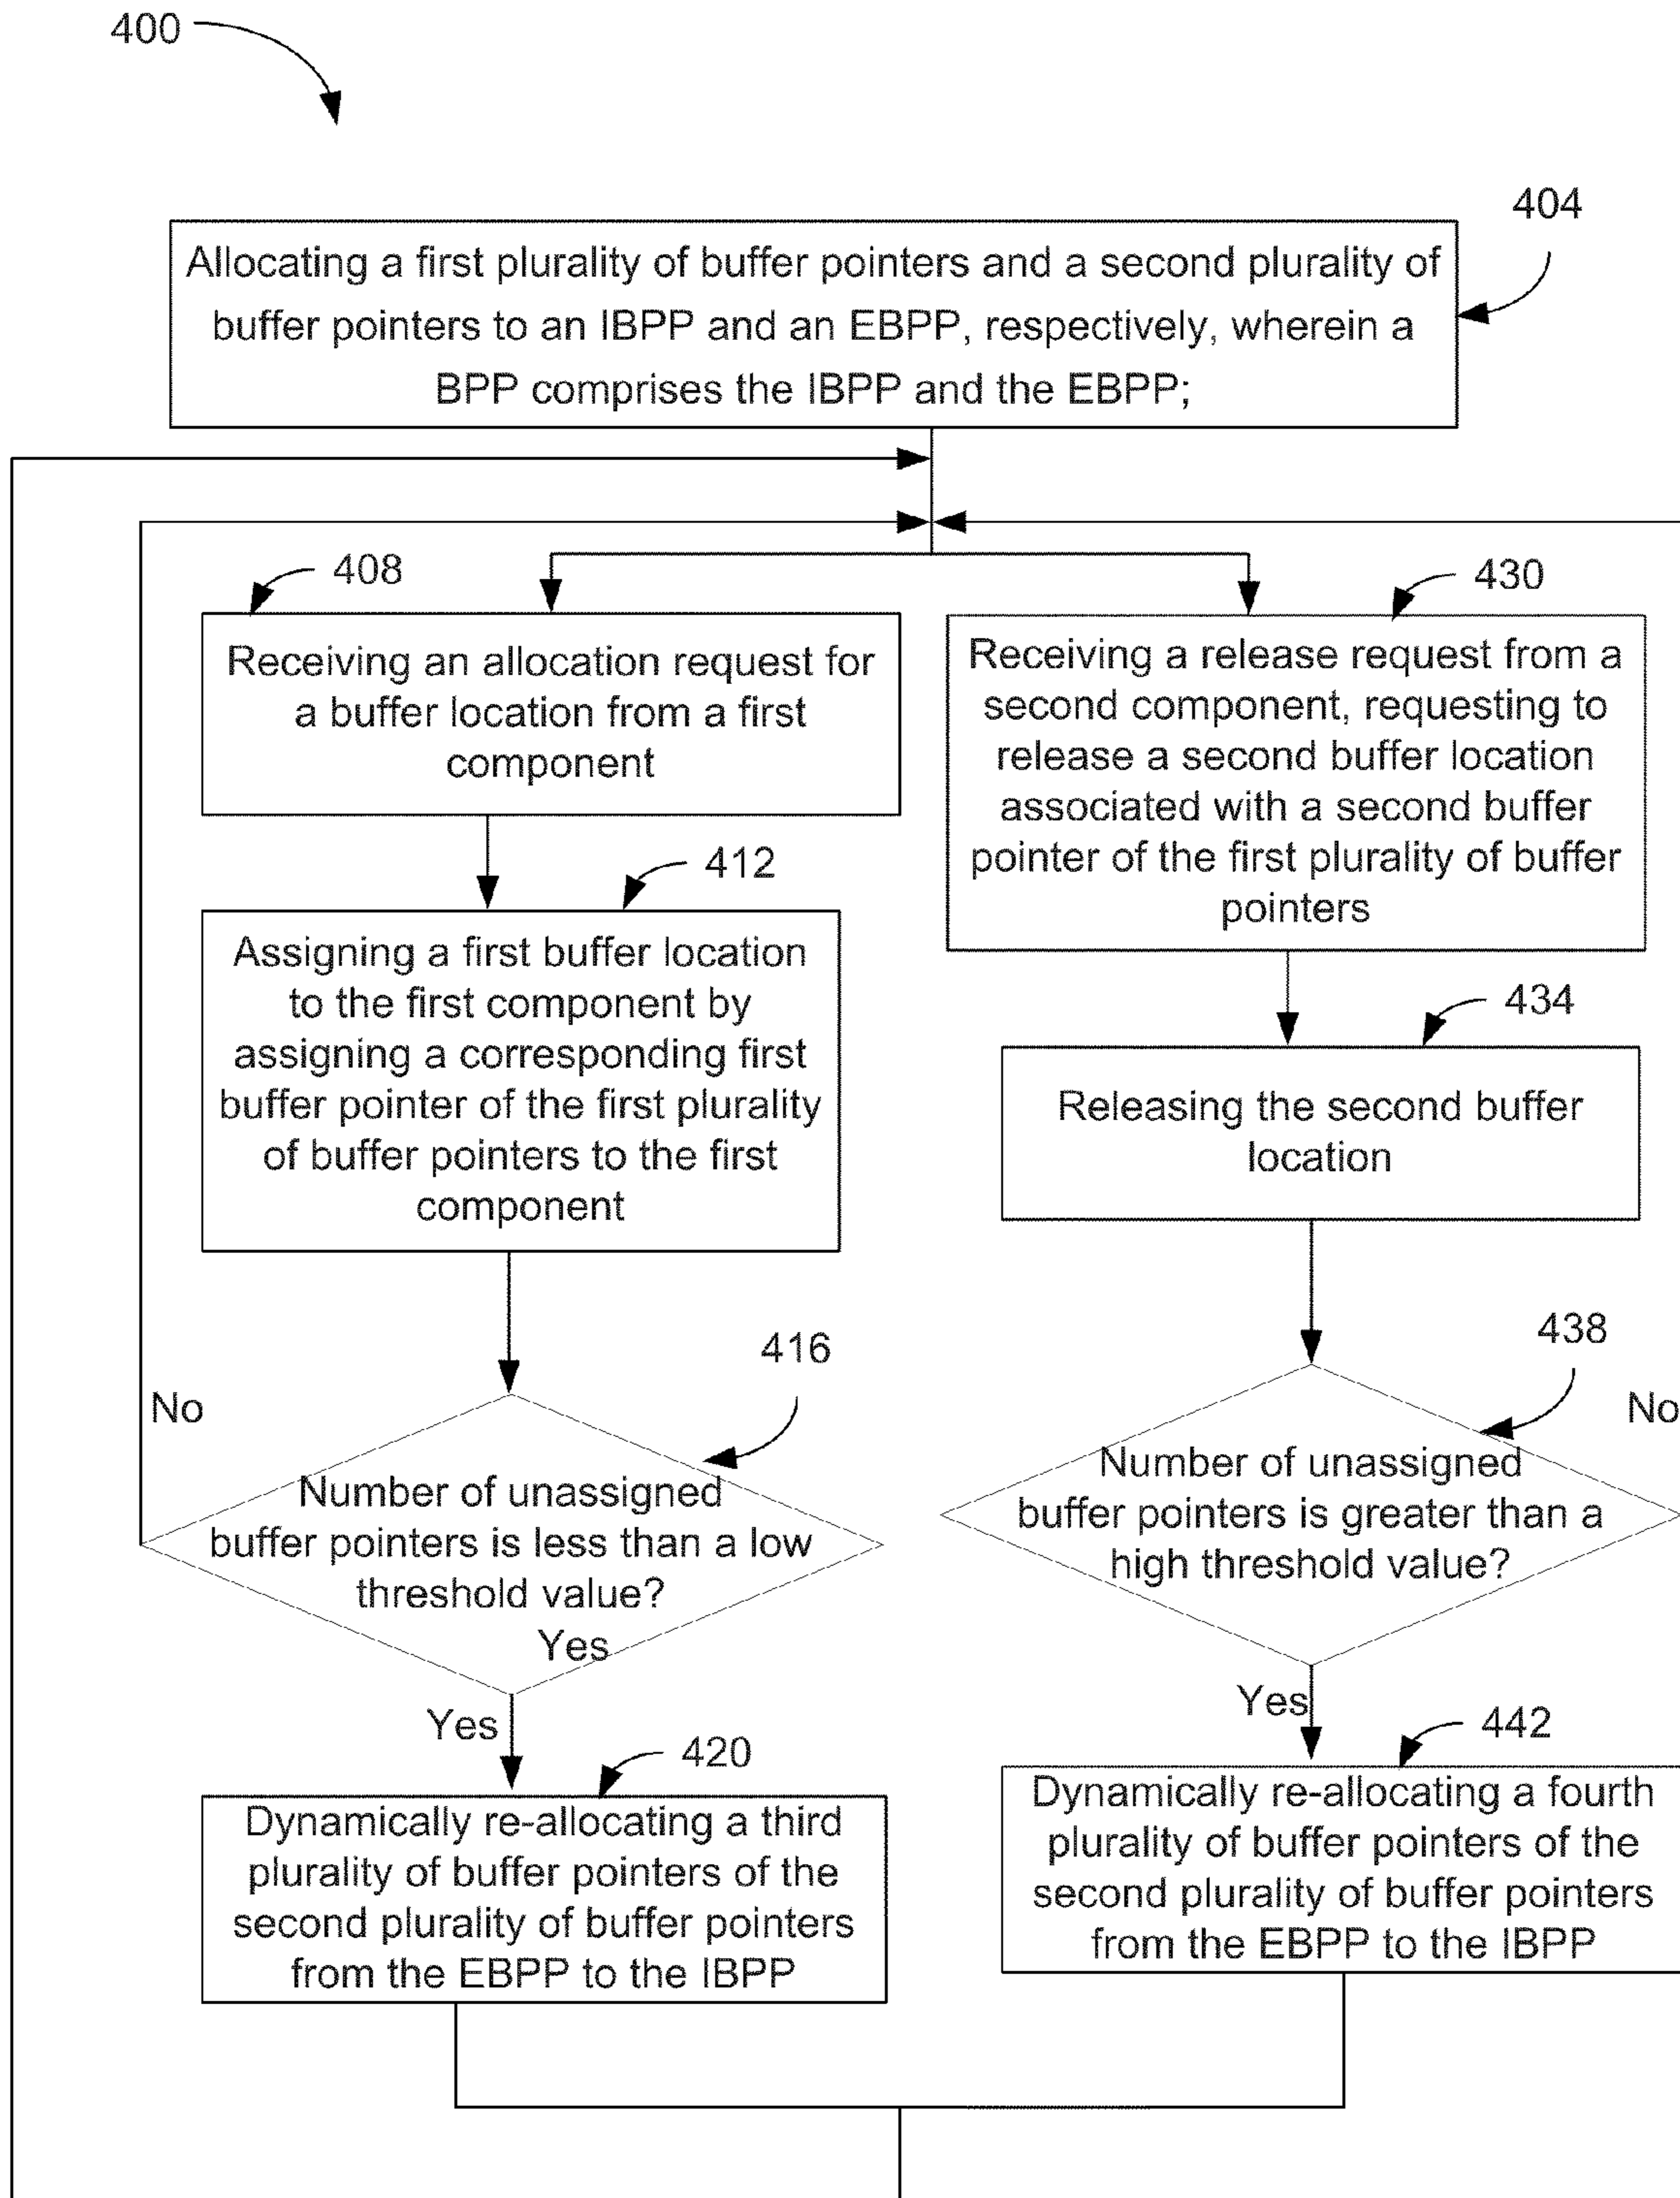 400
404
Allocating a first plurality of buffer pointers and a second plurality of
buffer pointers to an IBPP and an EBPP, respectively, wherein a
BPP comprises the IBPP and the EBPP;
408
Receiving an allocation request for
a buffer location from a first
component
412
Assigning a first buffer location
to the first component by
assigning a corresponding first
buffer pointer of the first plurality
of buffer pointers to the first
component
416
No
Number of unassigned
buffer pointers is less than a low
threshold value?
Yes
Yes
420
Dynamically re-allocating a third
plurality of buffer pointers of the
second plurality of buffer pointers
from the EBPP to the IBPP
430
Receiving a release request from a
second component, requesting to
release a second buffer location
associated with a second buffer
pointer of the first plurality of buffer
pointers
434
Releasing the second buffer
location
438
No
Number of unassigned
buffer pointers is greater than a
high threshold value?
Yes
442
Dynamically re-allocating a fourth
plurality of buffer pointers of the
second plurality of buffer pointers
from the EBPP to the IBPP